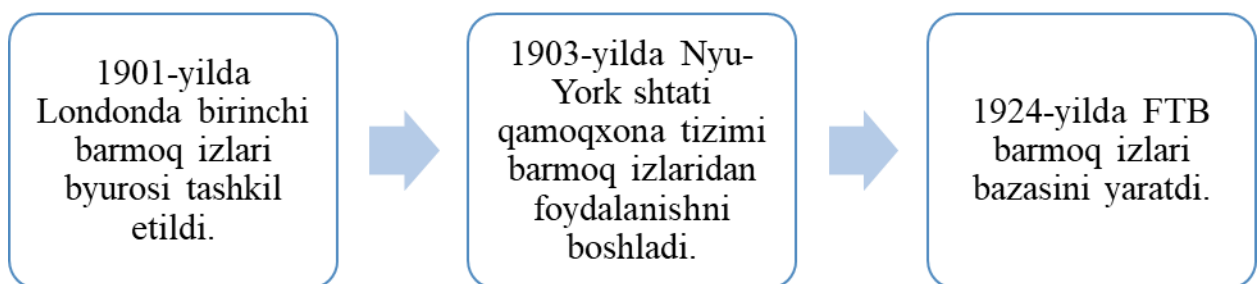 1901-yilda
Londonda birinchi
barmoq izlari
byurosi tashkil
etildi.
1903-yilda Nyu-
York shtati
qamoqxona tizimi
barmoq izlaridan
foydalanishni
boshladi.
1924-yilda FTB
barmoq izlari
bazasini yaratdi.